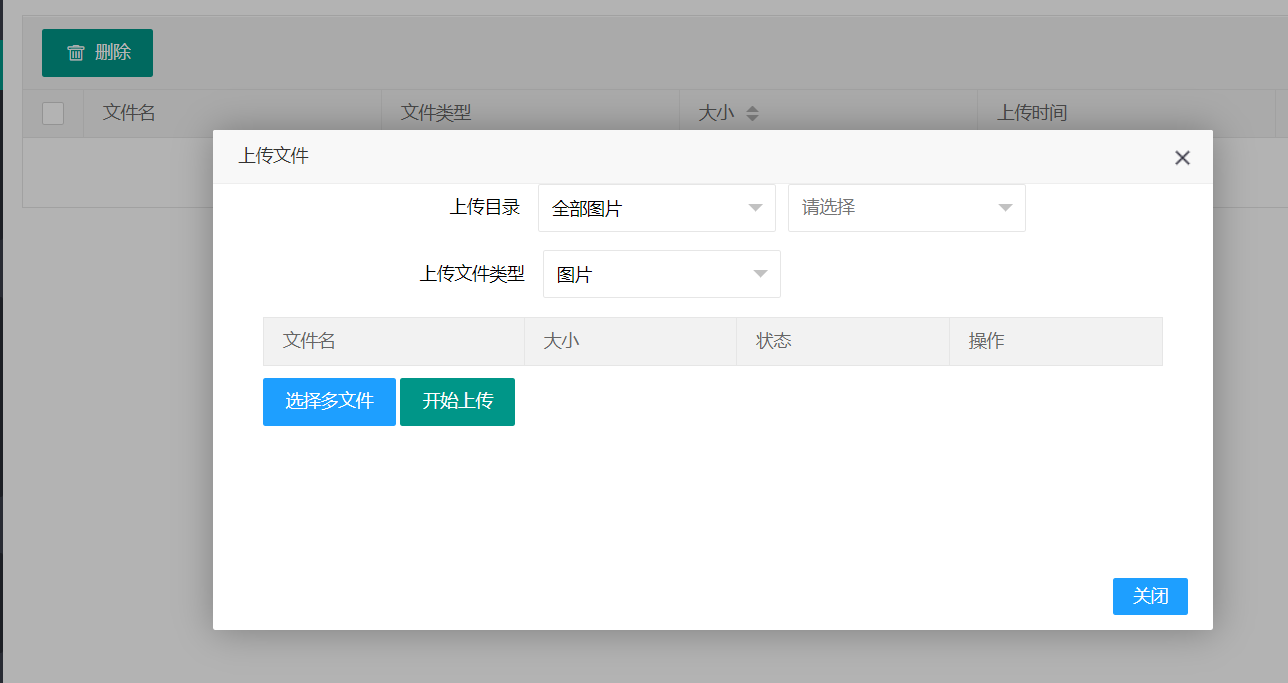 删除
文件名 文件类型 大小 上传时间
上传文件
上传目录 全部图片 请选择
上传文件类型 图片
文件名 大小 状态 操作
选择多文件 开始上传
关闭